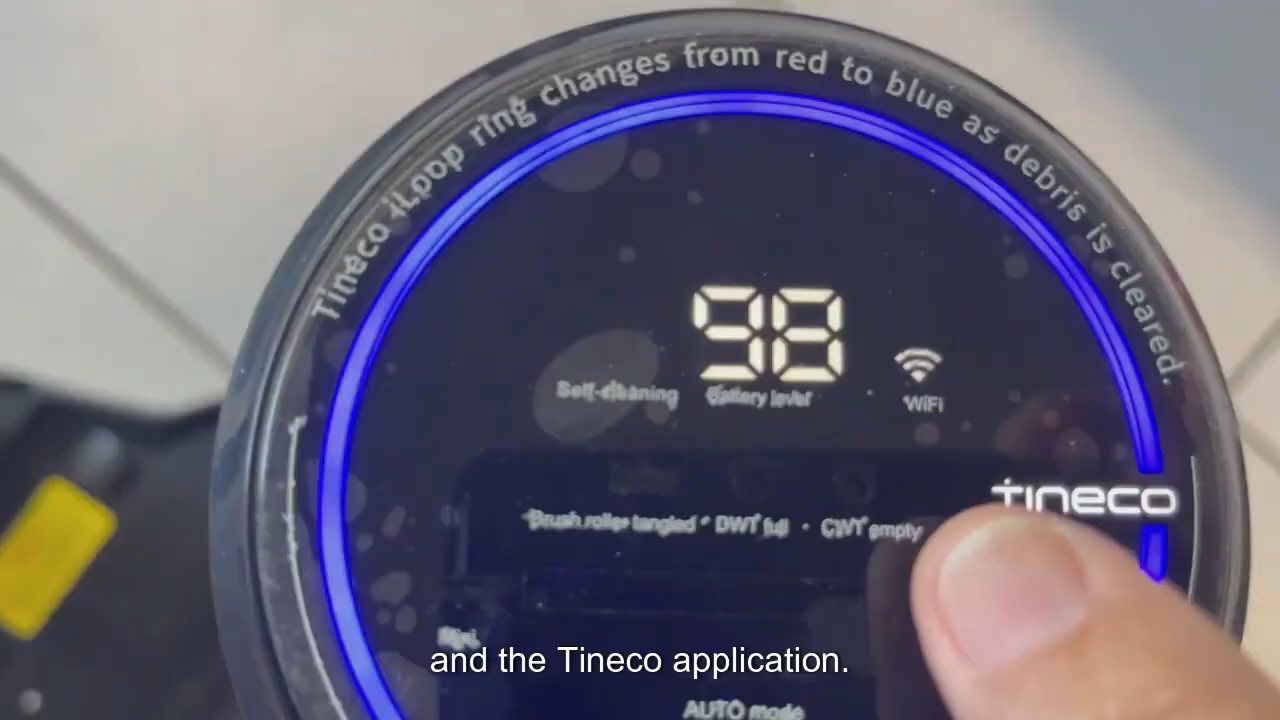 Tineco iLoop ring changes from red to blue as debris is cleared.
98
Self-cleaning Battery level WiFi
TINECO
Brush roller tangled • DWT full • CWT empty
and the Tineco application.
AUTO mode